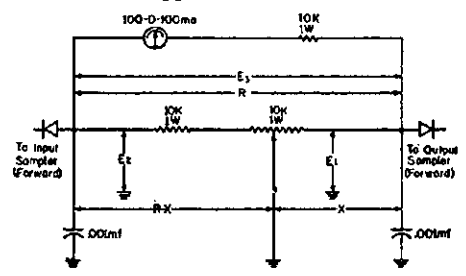 100-0-100ma
10K
1W
E3
R
10K
1W
10K
1W
To Input
Sampler
(Forward)
E2
E1
To Output
Sampler
(Forward)
R-X
X
.001mf
.001mf